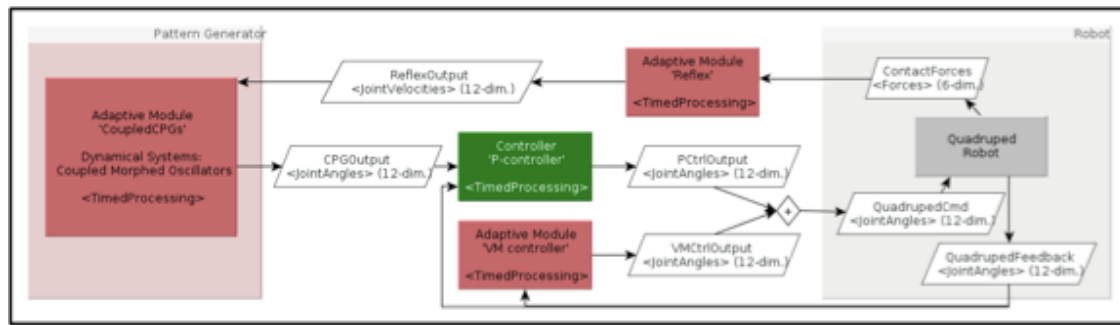 Pattern Generator
Robot
Adaptive Module
'CoupledCPGs'
Dynamical Systems:
Coupled Morphed Oscillators
<TimedProcessing>
ReflexOutput
<JointVelocities> (12-dim.)
Adaptive Module
'Reflex'
<TimedProcessing>
ContactForces
<Forces> (6-dim.)
Quadruped
Robot
CPGOutput
<JointAngles> (12-dim.)
Controller
'P-controller'
<TimedProcessing>
PCtrlOutput
<JointAngles> (12-dim.)
+
QuadrupedCmd
<JointAngles> (12-dim.)
Adaptive Module
'VM controller'
<TimedProcessing>
VMCtrlOutput
<JointAngles> (12-dim.)
QuadrupedFeedback
<JointAngles> (12-dim.)